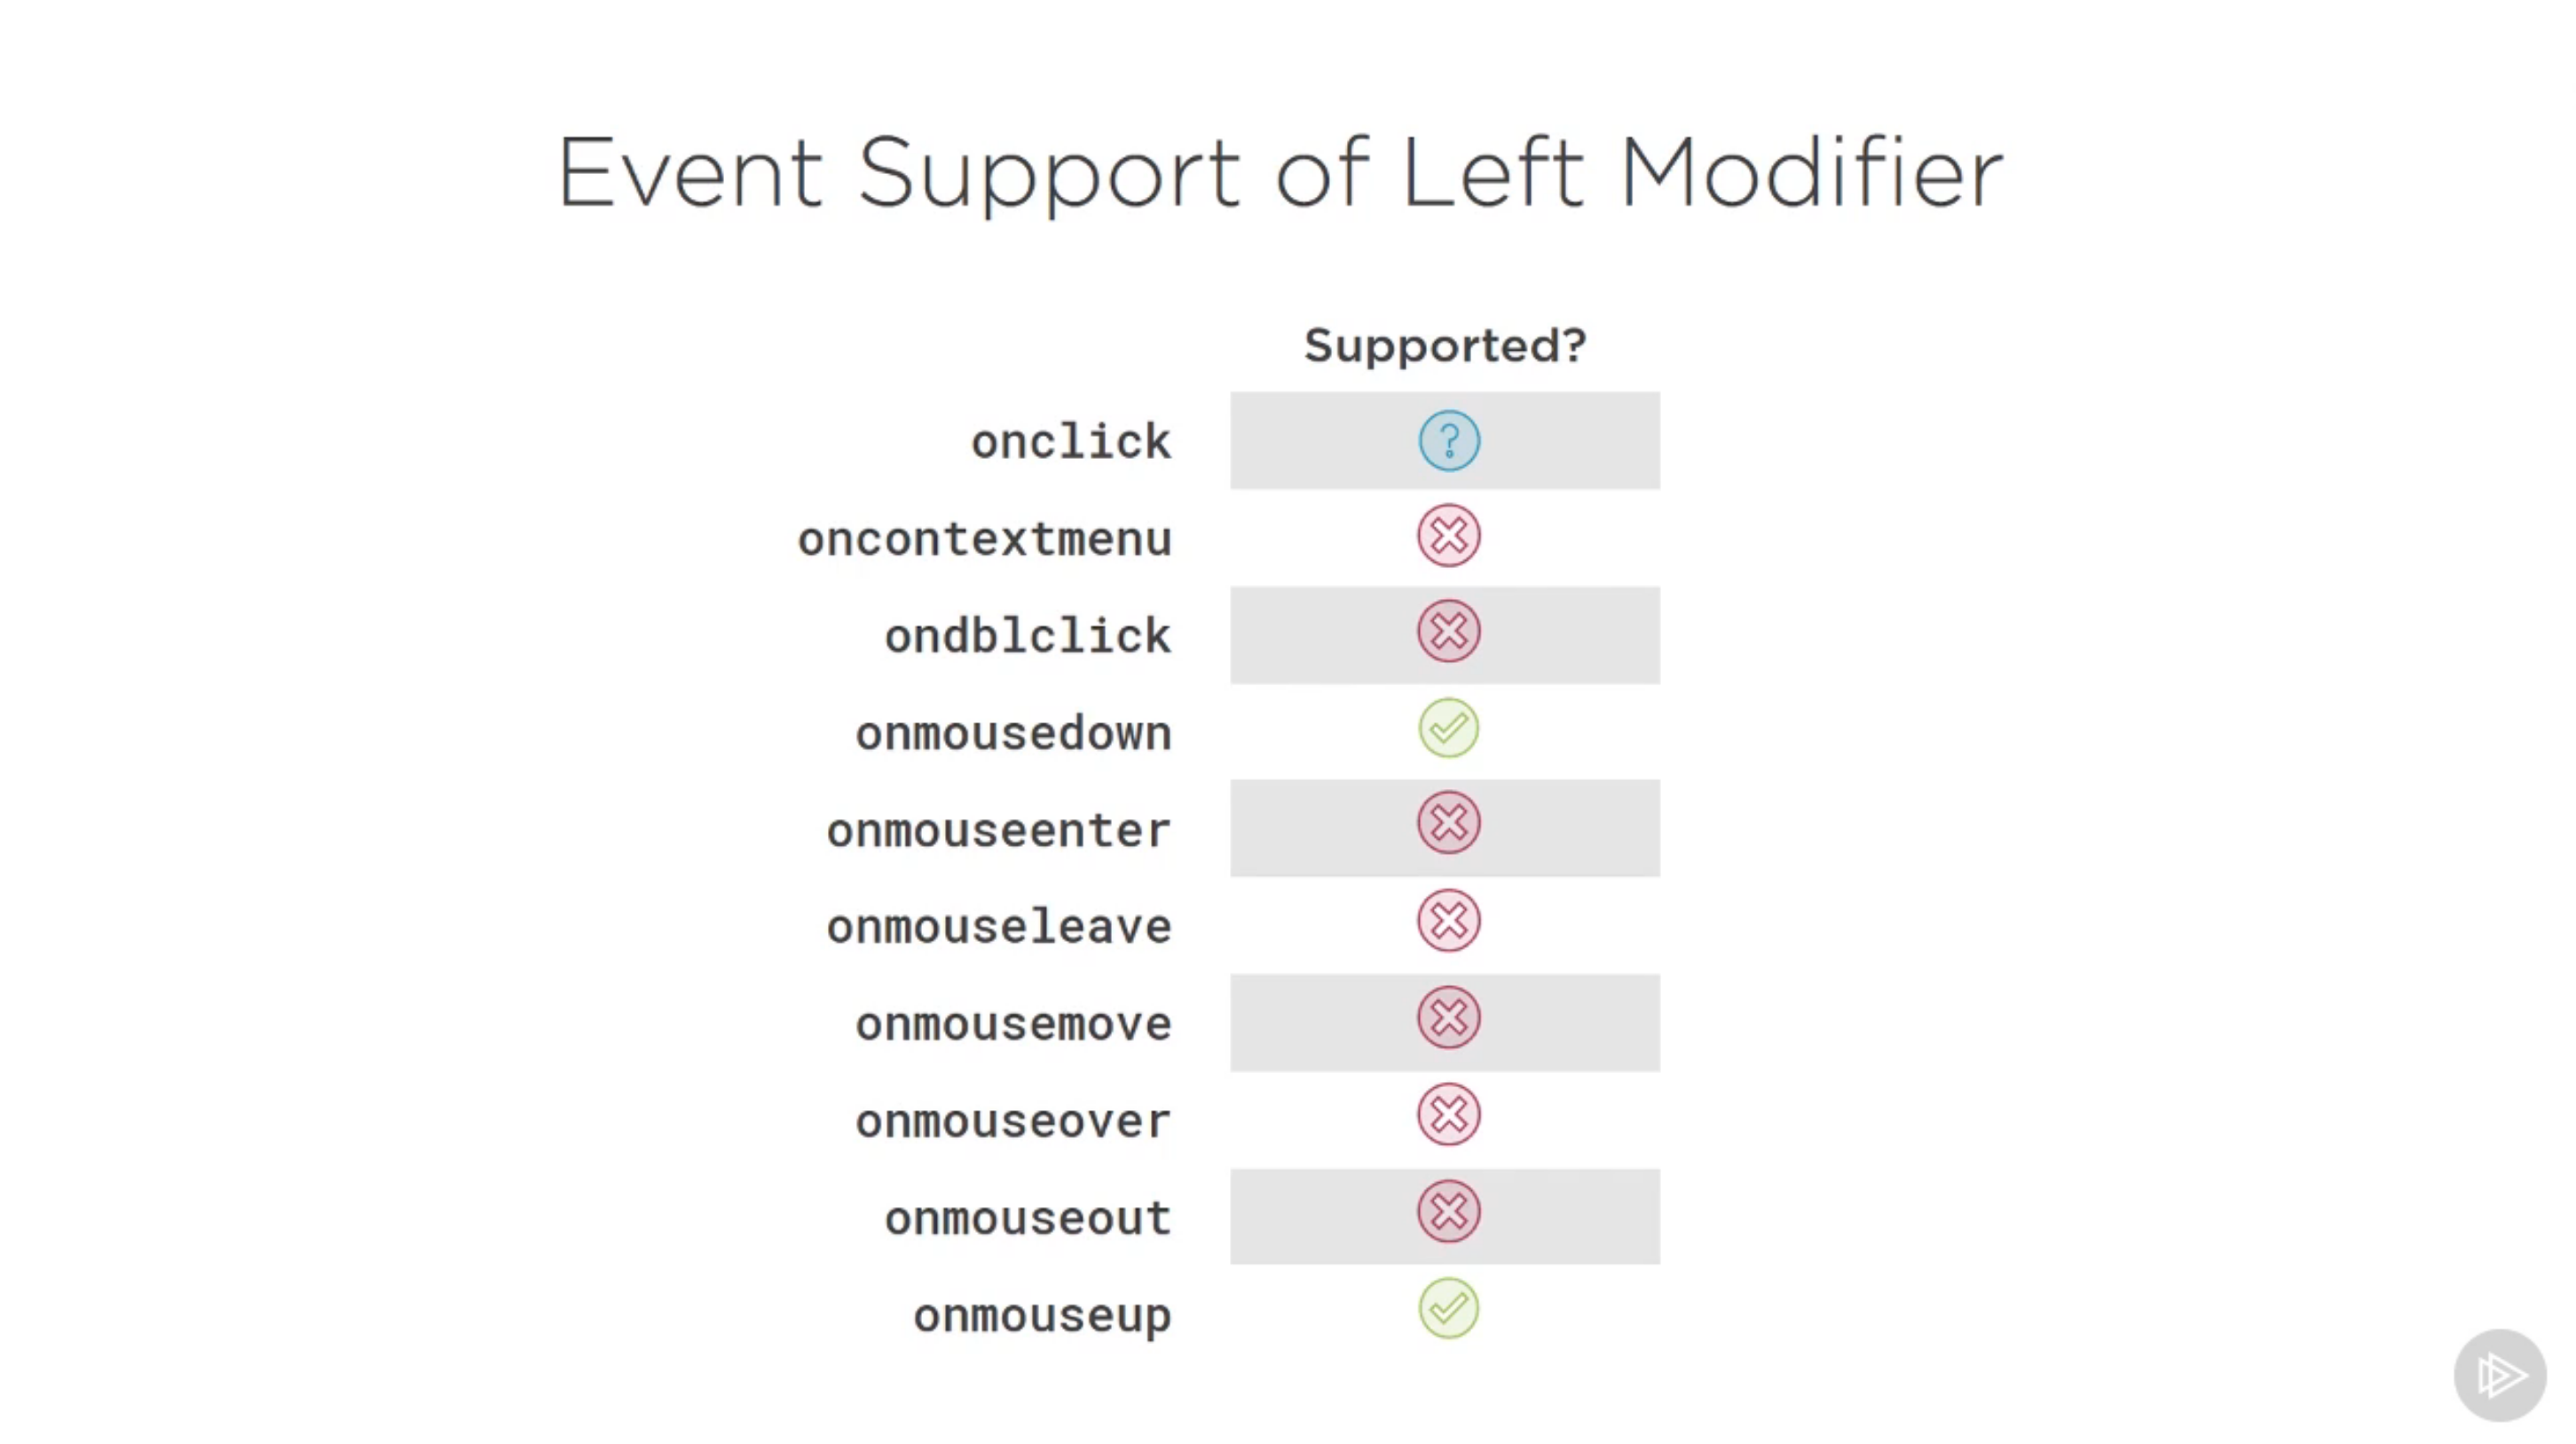 Event Support of Left Modifier
Supported?
onclick
oncontextmenu
ondblclick
onmousedown
onmouseenter
onmouseleave
onmousemove
onmouseover
onmouseout
onmouseup